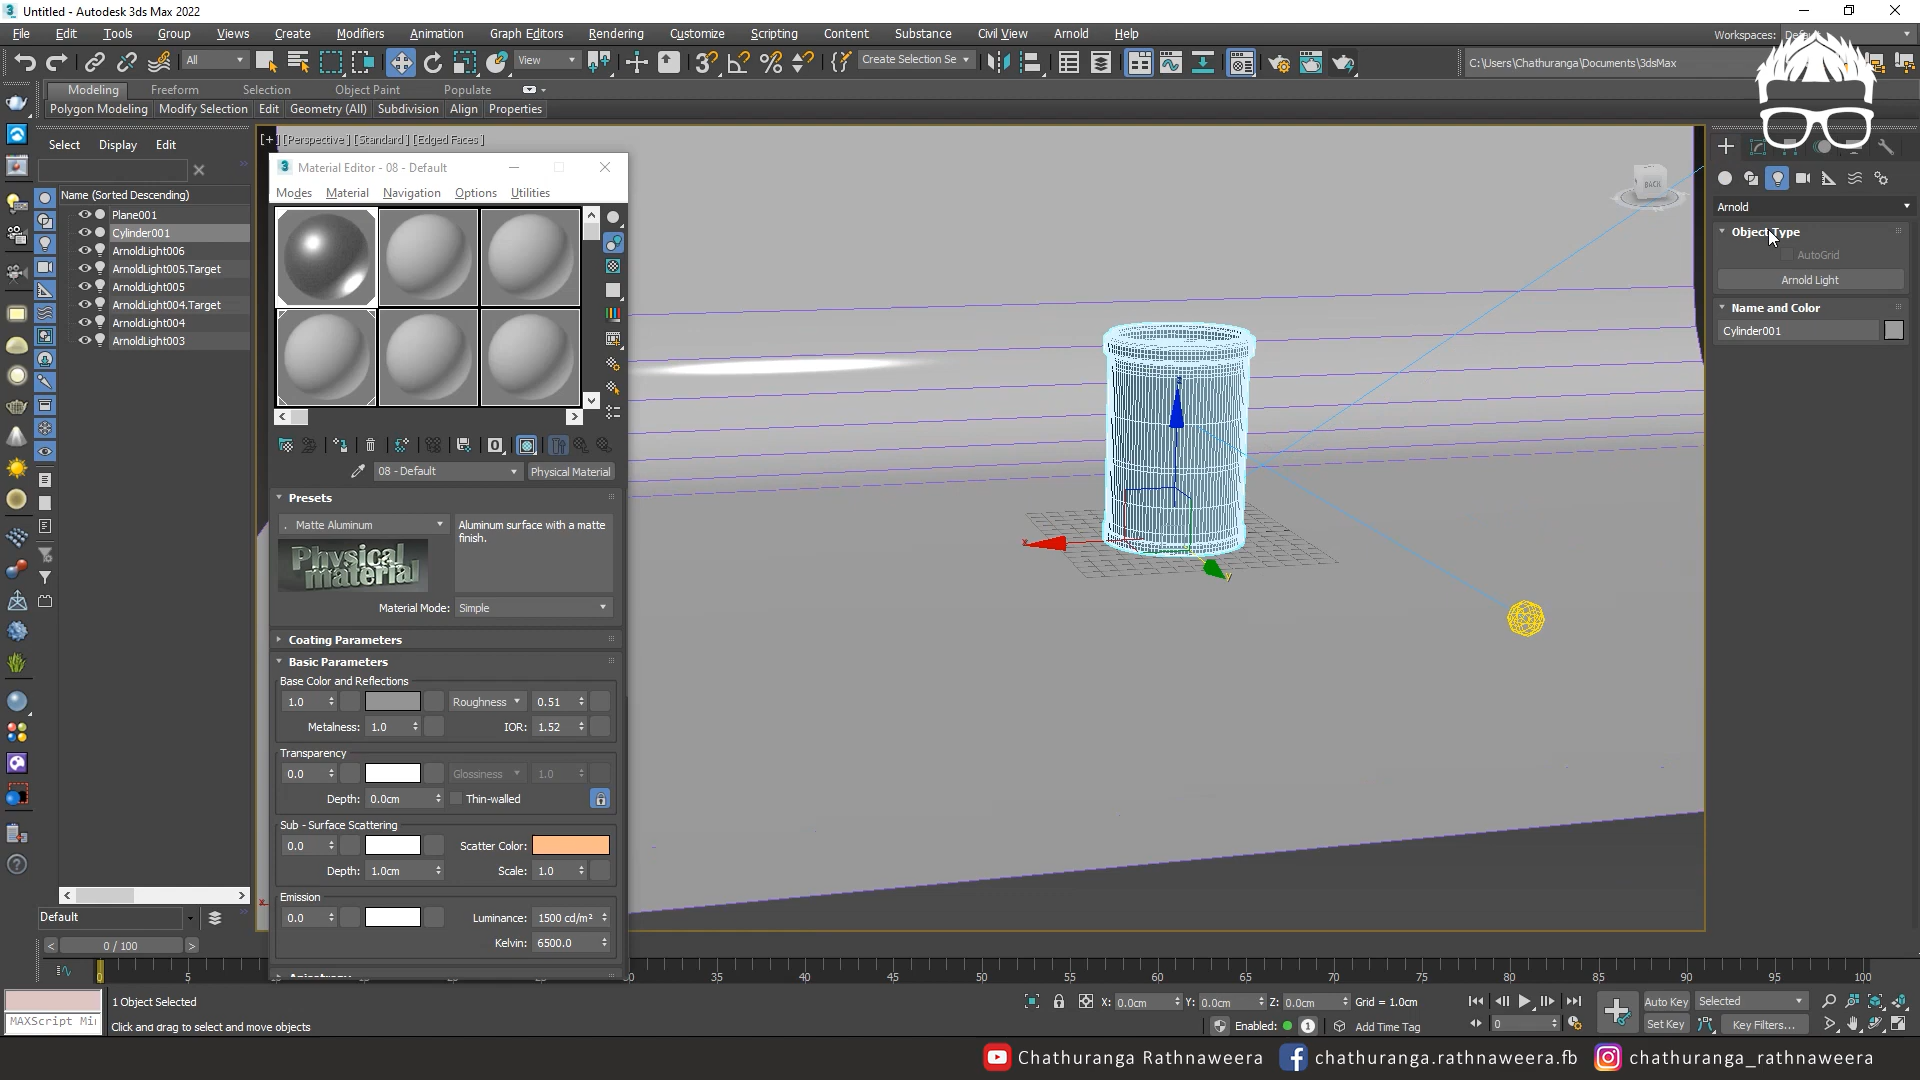 Untitled - Autodesk 3ds Max 2022
File Edit Tools Group Views Create Modifiers Animation Graph Editors Rendering Customize Scripting Content Substance Civil View Arnold Help Workspaces:
All View Create Selection Se C:\Users\Chathuranga\Documents\3dsMax
Modeling Freeform Selection Object Paint Populate
Polygon Modeling Modify Selection Edit Geometry (All) Subdivision Align Properties
Select Display Edit
Name (Sorted Descending)
Plane001
Cylinder001
ArnoldLight006
ArnoldLight005.Target
ArnoldLight005
ArnoldLight004.Target
ArnoldLight004
ArnoldLight003
[+] [Perspective ] [Standard ] [Edged Faces ]
Material Editor - 08 - Default
Modes Material Navigation Options Utilities
08 - Default Physical Material
Presets
Matte Aluminum
Aluminum surface with a matte
finish.
Physical
material
Material Mode: Simple
Coating Parameters
Basic Parameters
Base Color and Reflections
1.0 Roughness 0.51
Metalness: 1.0 IOR: 1.52
Transparency
0.0 Glossiness 1.0
Depth: 0.0cm Thin-walled
Sub - Surface Scattering
0.0 Scatter Color:
Depth: 1.0cm Scale: 1.0
Emission
0.0 Luminance: 1500 cd/m²
Kelvin: 6500.0
BACK
x
y
Arnold
Object Type
AutoGrid
Arnold Light
Name and Color
Cylinder001
Default
0 / 100
0 5 30 35 40 45 50 55 60 65 70 75 80 85 90 95 100
1 Object Selected
MAXScript Mi
Click and drag to select and move objects
X: 0.0cm Y: 0.0cm Z: 0.0cm Grid = 1.0cm
Enabled: 1 Add Time Tag
Auto Key Selected
0 Set Key Key Filters...
Chathuranga Rathnaweera chathuranga.rathnaweera.fb chathuranga_rathnaweera